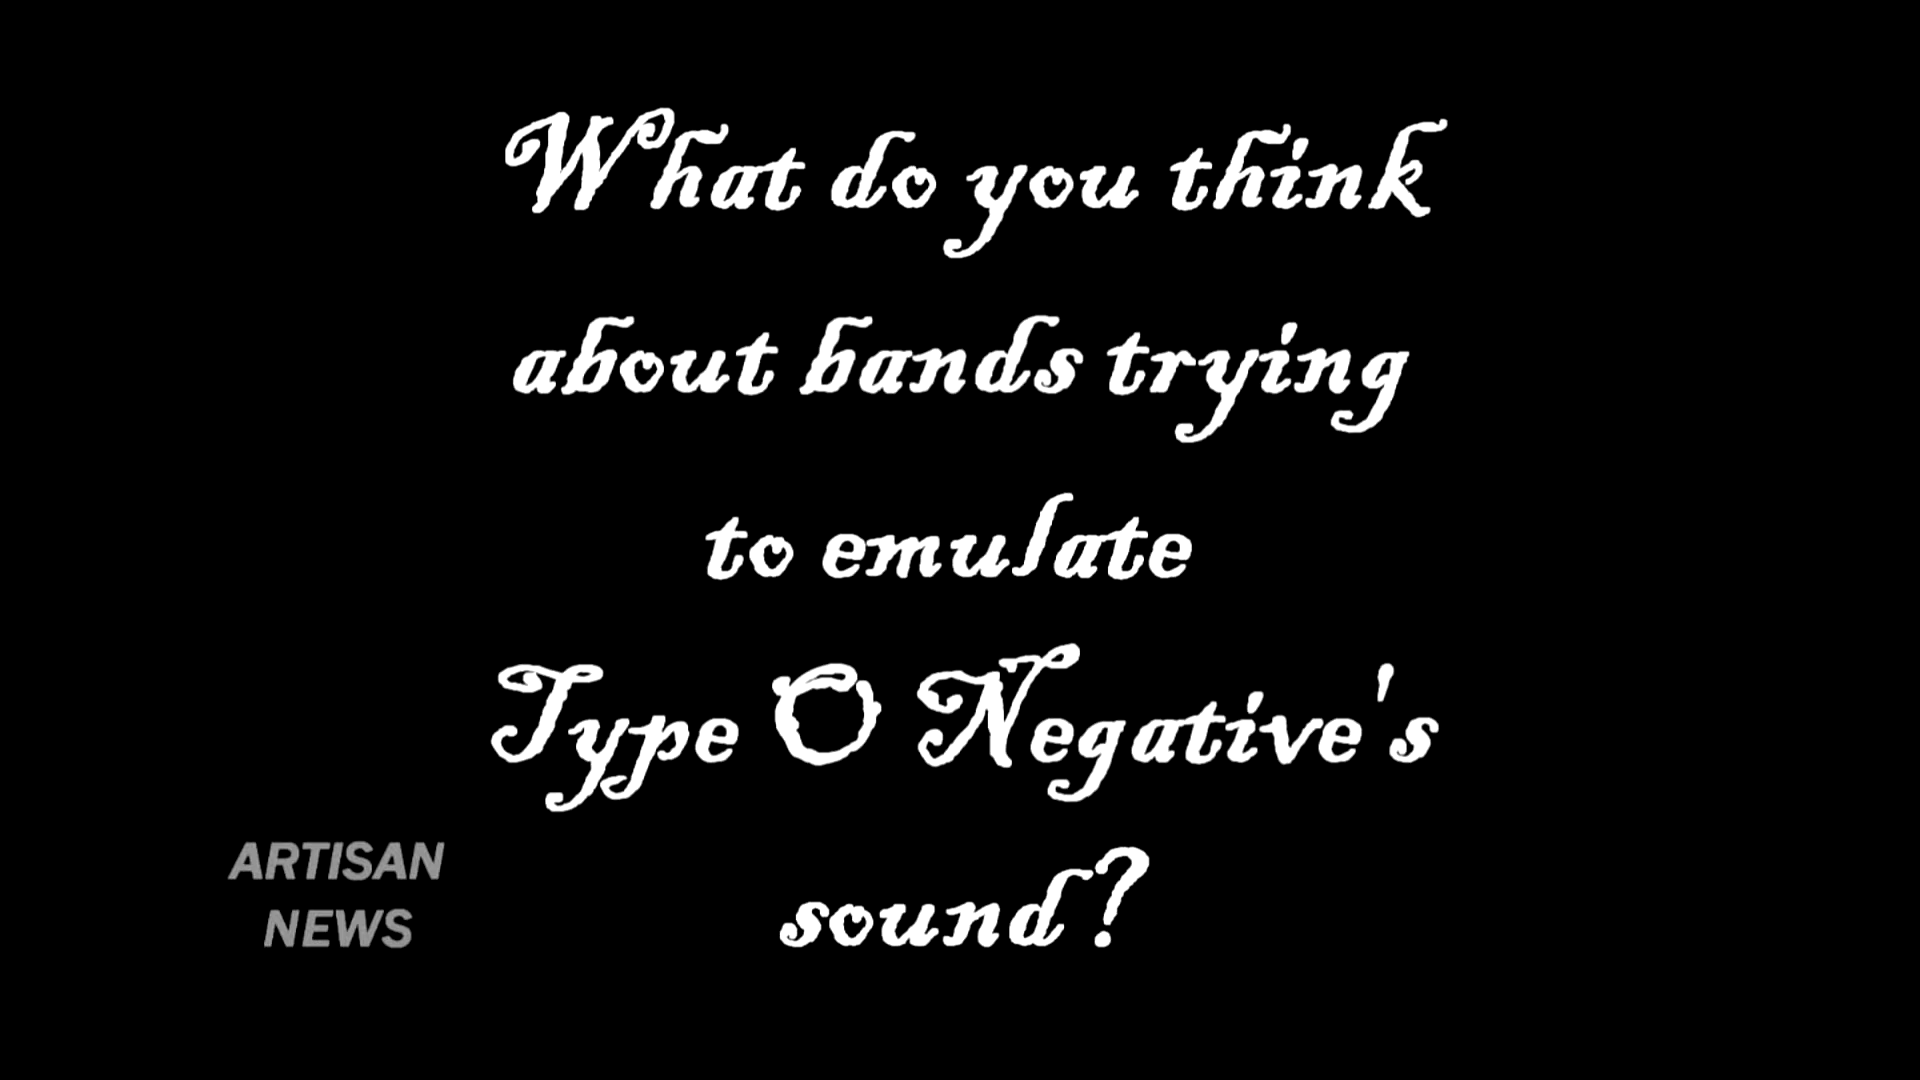 What do you think
about bands trying
to emulate
Type O Negative's
sound?
ARTISAN
NEWS